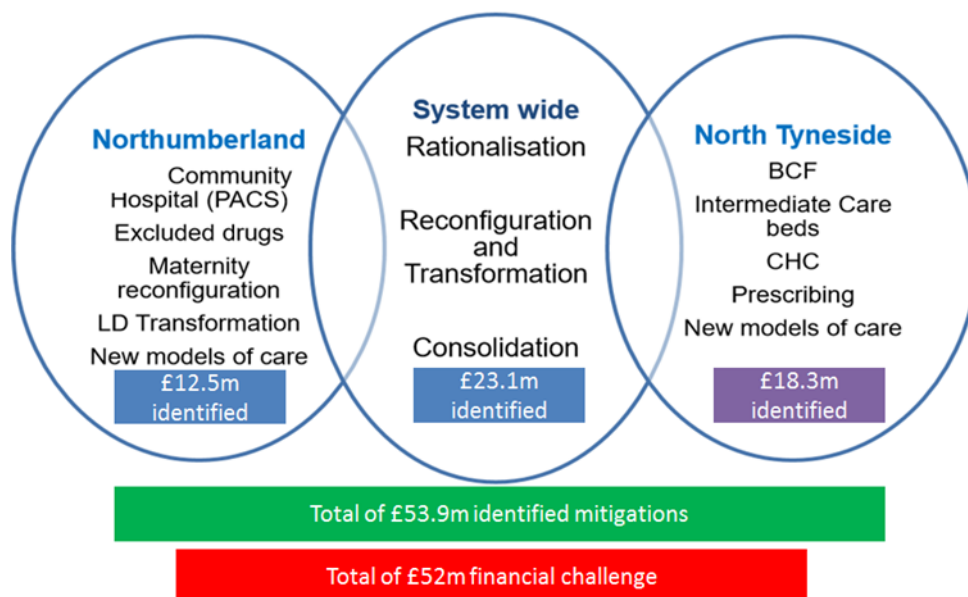 Northumberland
Community
Hospital (PACS)
Excluded drugs
Maternity
reconfiguration
LD Transformation
New models of care
£12.5m
identified
System wide
Rationalisation
Reconfiguration
and
Transformation
Consolidation
£23.1m
identified
North Tyneside
BCF
Intermediate Care
beds
CHC
Prescribing
New models of care
£18.3m
identified
Total of £53.9m identified mitigations
Total of £52m financial challenge